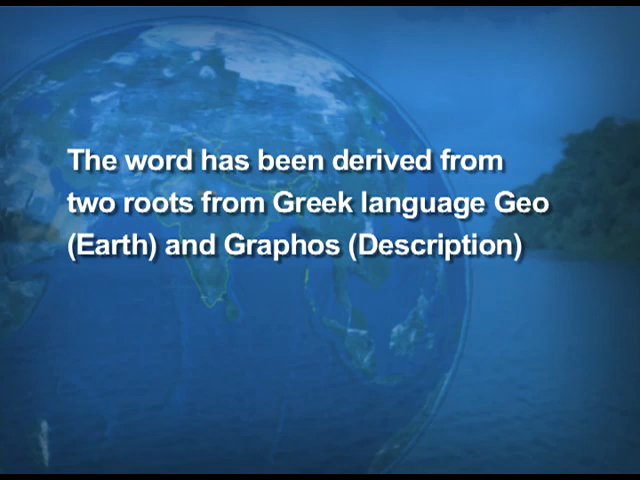 The word has been derived from
two roots from Greek language Geo
(Earth) and Graphos (Description)